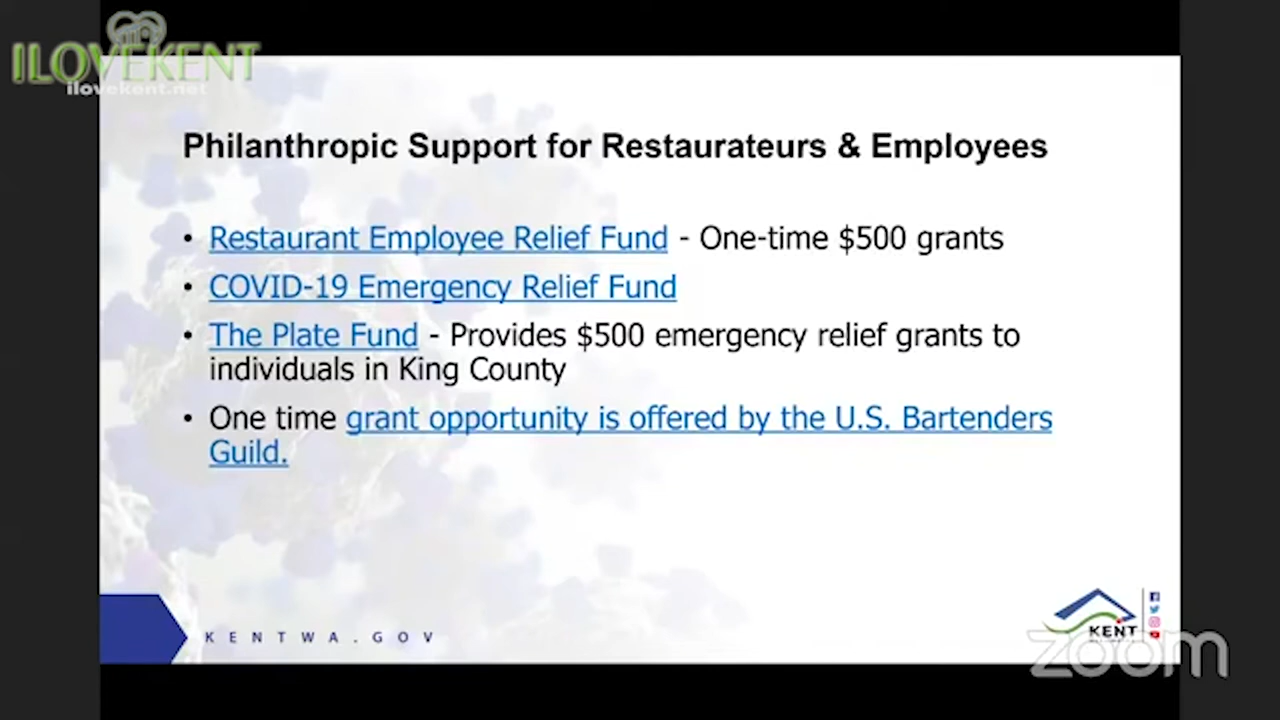 ILOVEKENT
ilovekent.net
Philanthropic Support for Restaurateurs & Employees
• Restaurant Employee Relief Fund - One-time $500 grants
• COVID-19 Emergency Relief Fund
• The Plate Fund - Provides $500 emergency relief grants to
individuals in King County
• One time grant opportunity is offered by the U.S. Bartenders
Guild.
KENTWA.GOV
KENT
zoom